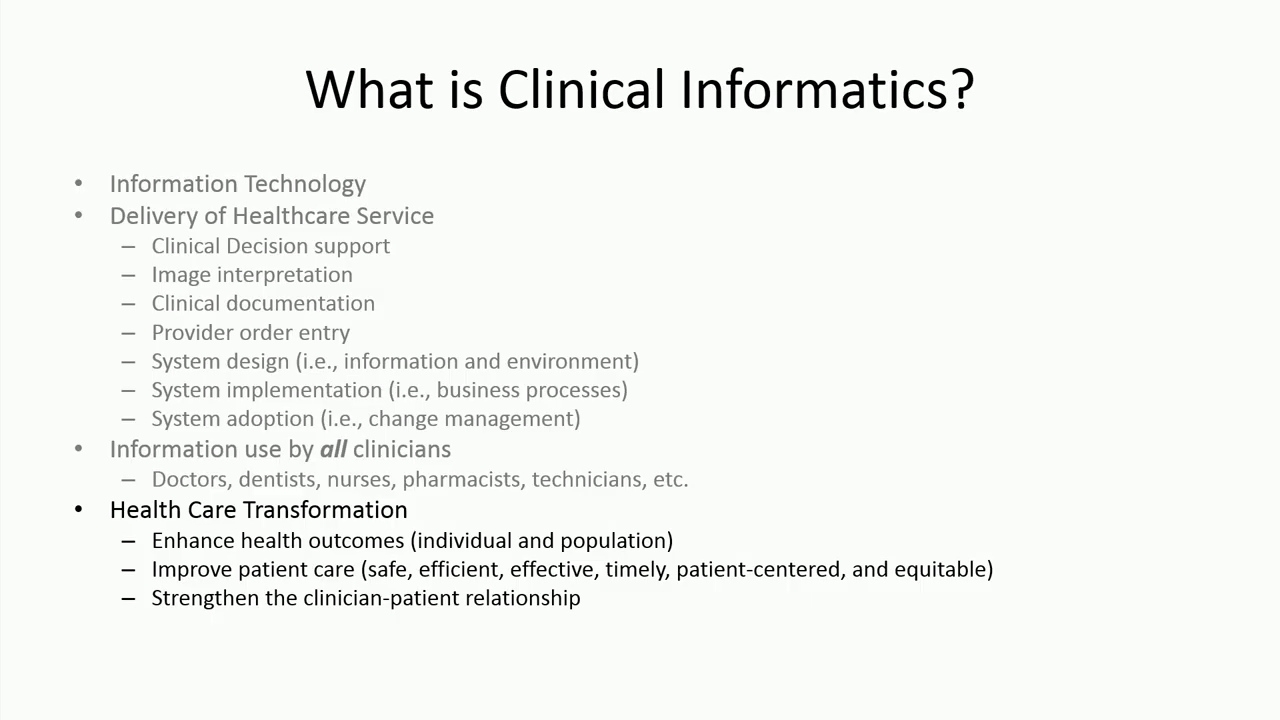 What is Clinical Informatics?
• Information Technology
• Delivery of Healthcare Service
– Clinical Decision support
– Image interpretation
– Clinical documentation
– Provider order entry
– System design (i.e., information and environment)
– System implementation (i.e., business processes)
– System adoption (i.e., change management)
• Information use by all clinicians
– Doctors, dentists, nurses, pharmacists, technicians, etc.
• Health Care Transformation
– Enhance health outcomes (individual and population)
– Improve patient care (safe, efficient, effective, timely, patient-centered, and equitable)
– Strengthen the clinician-patient relationship